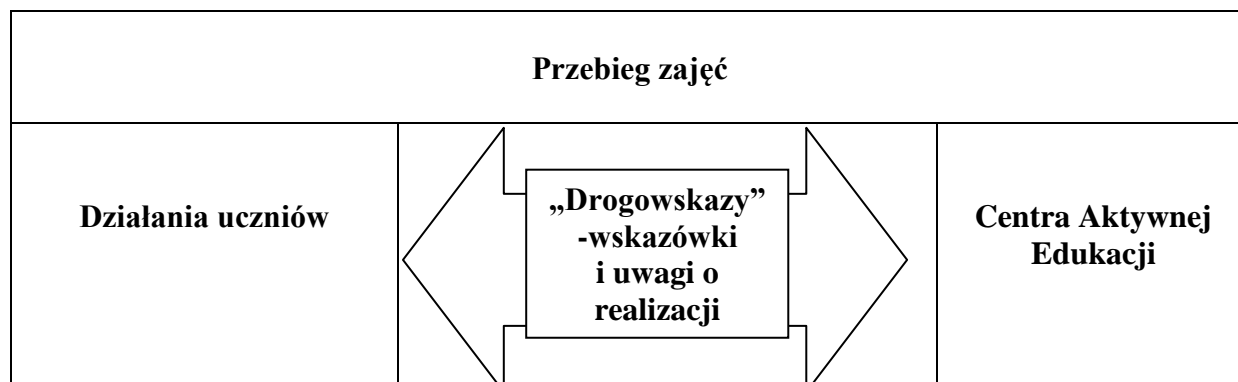 Przebieg zajęć
Działania uczniów
„Drogowskazy”
-wskazówki
i uwagi o
realizacji
Centra Aktywnej
Edukacji